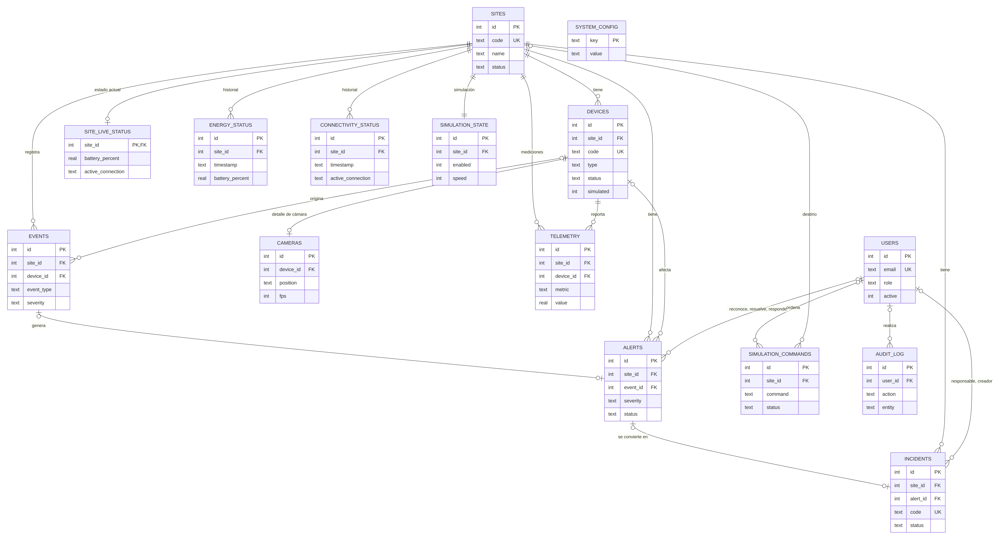 SITES
int id PK
text code UK
text name
text status
SYSTEM_CONFIG
text key PK
text value
estado actual
historial
historial
simulación
tiene
registra
mediciones
SITE_LIVE_STATUS
int site_id PK,FK
real battery_percent
text active_connection
ENERGY_STATUS
int id PK
int site_id FK
text timestamp
real battery_percent
CONNECTIVITY_STATUS
int id PK
int site_id FK
text timestamp
text active_connection
SIMULATION_STATE
int id PK
int site_id FK
int enabled
int speed
DEVICES
int id PK
int site_id FK
text code UK
text type
text status
int simulated
origina
detalle de cámara
reporta
tiene
destino
afecta
tiene
EVENTS
int id PK
int site_id FK
int device_id FK
text event_type
text severity
CAMERAS
int id PK
int device_id FK
text position
int fps
TELEMETRY
int id PK
int site_id FK
int device_id FK
text metric
real value
USERS
int id PK
text email UK
text role
int active
genera
reconoce, resuelve, responde
ordena
realiza
responsable, creador
ALERTS
int id PK
int site_id FK
int event_id FK
text severity
text status
SIMULATION_COMMANDS
int id PK
int site_id FK
text command
text status
AUDIT_LOG
int id PK
int user_id FK
text action
text entity
se convierte en
INCIDENTS
int id PK
int site_id FK
int alert_id FK
text code UK
text status